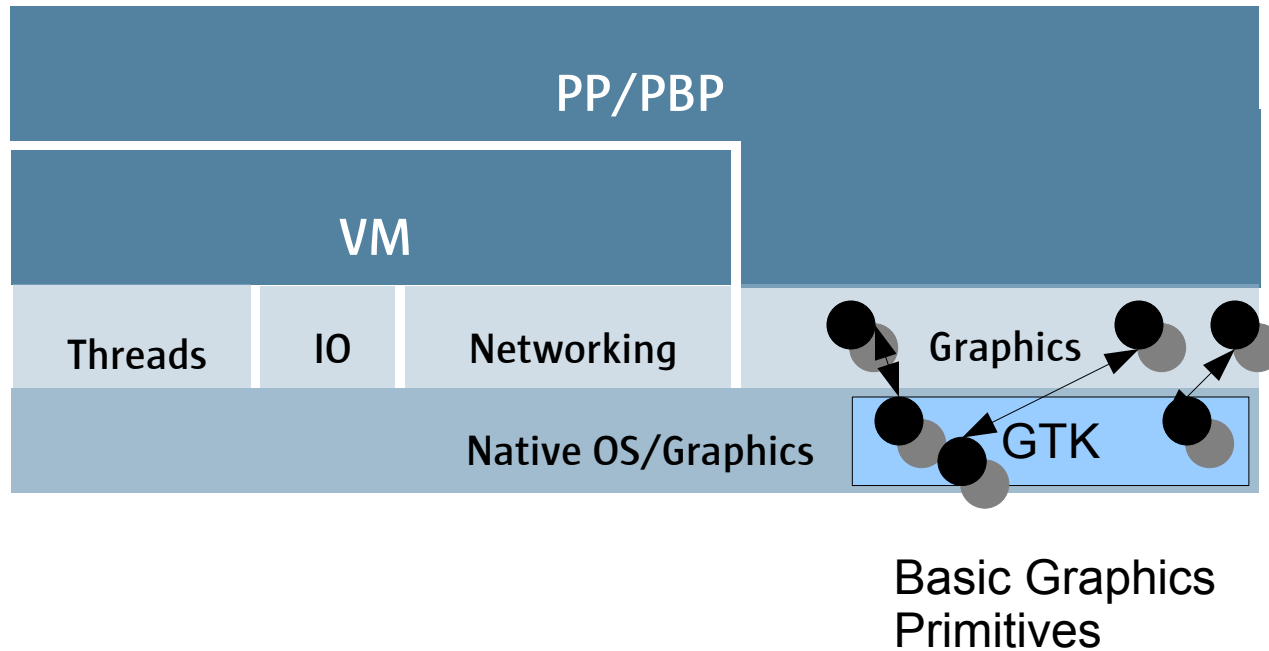 PP/PBP
VM
Threads
IO
Networking
Graphics
Native OS/Graphics
GTK
Basic Graphics
Primitives